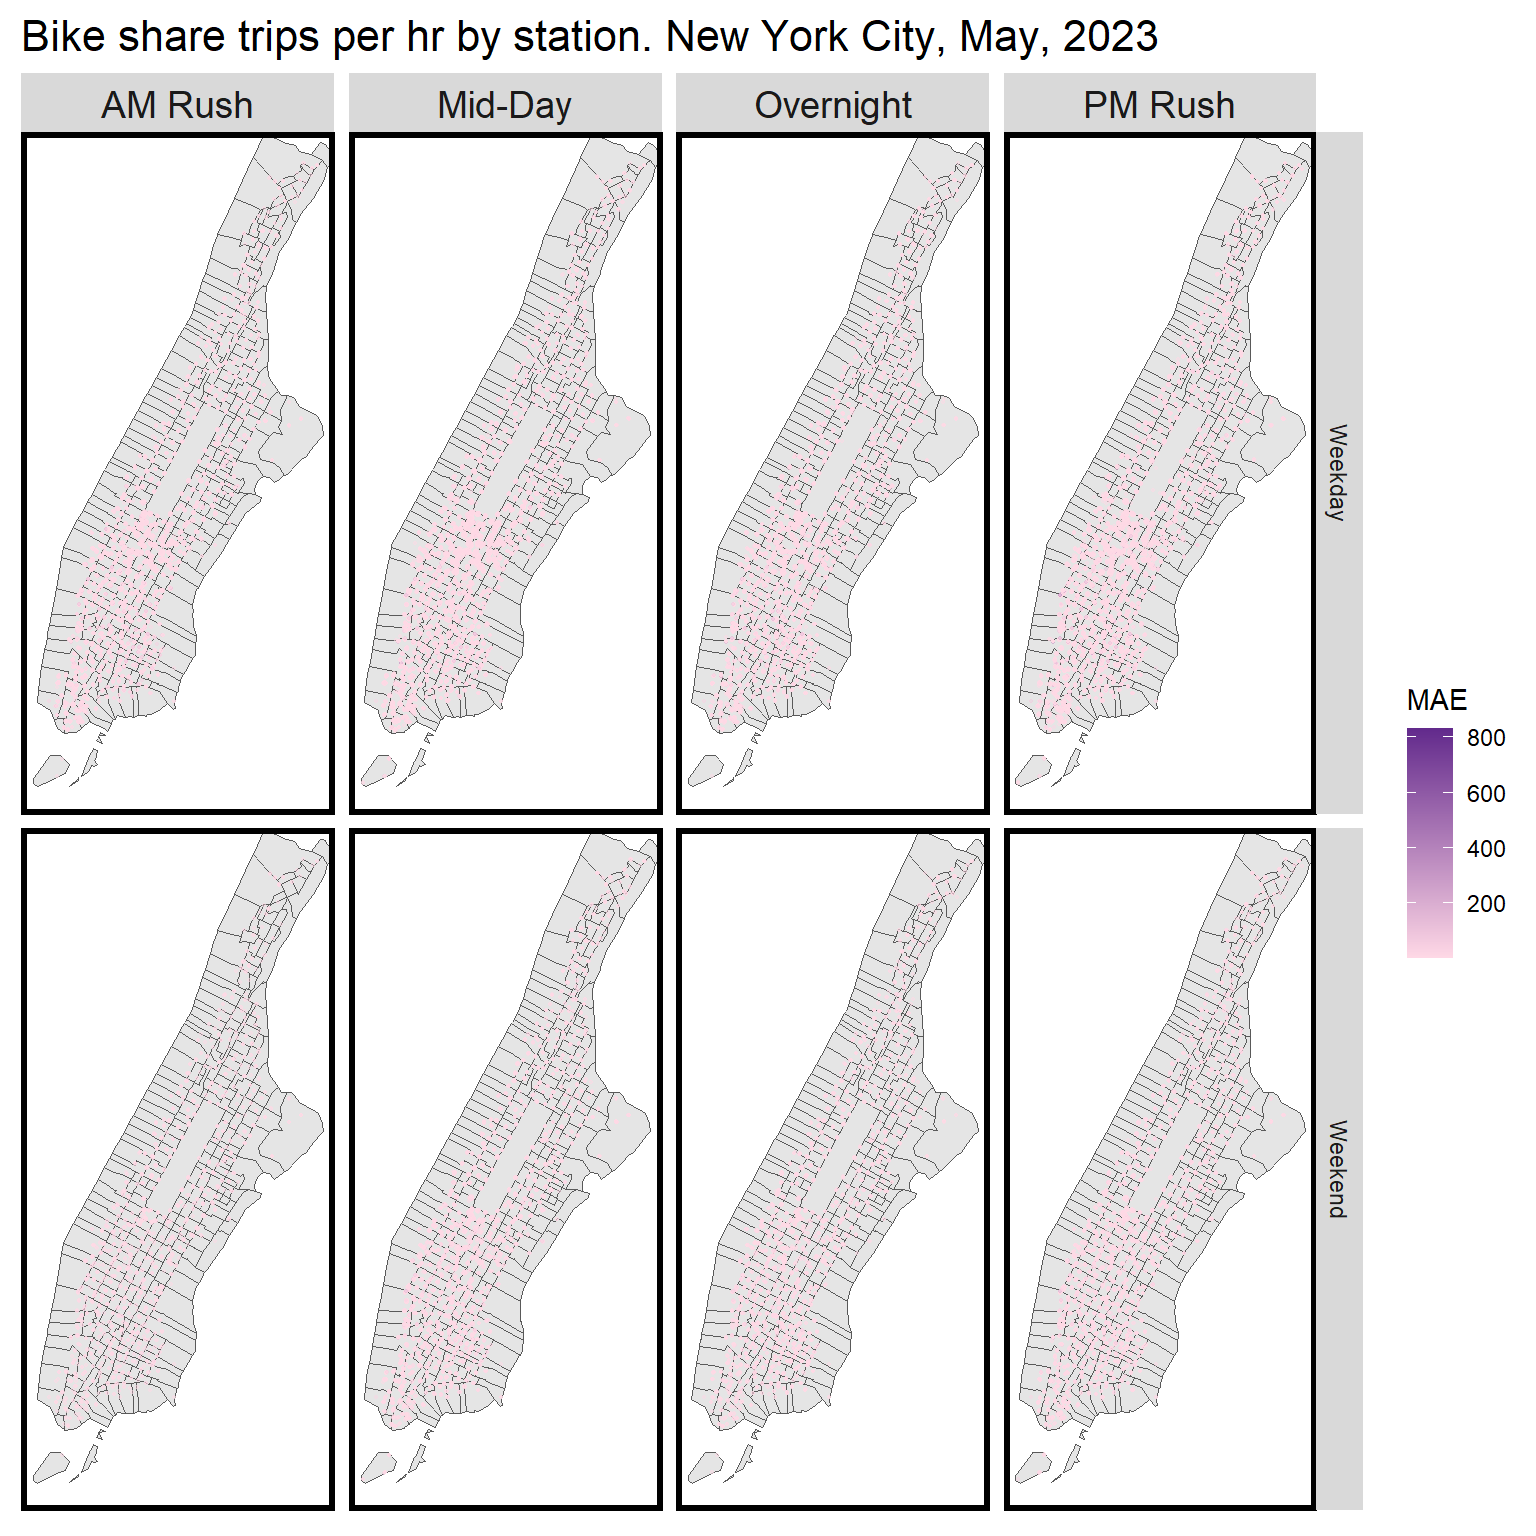 Bike share trips per hr by station. New York City, May, 2023
AM Rush
Mid-Day
Overnight
PM Rush
Weekday
Weekend
MAE
800
600
400
200